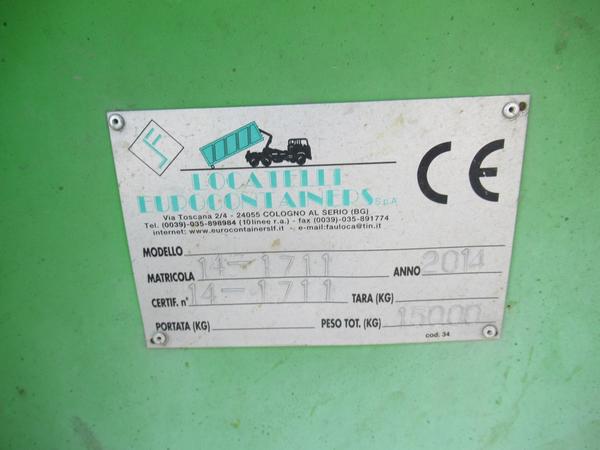 LF
LOCATELLI
EUROCONTAINERS S.p.A
Via Toscana 2/4 - 24055 COLOGNO AL SERIO (BG)
Tel. (0039)-035-898984 (10linee r.a.) - fax (0039)-035-891774
internet: www.eurocontainerslf.it - e-mail:fauloca@tin.it
CE
MODELLO
MATRICOLA 14-1711 ANNO 2014
CERTIF. n° 14-1711 TARA (KG)
PORTATA (KG) PESO TOT. (KG) 15000
cod. 34